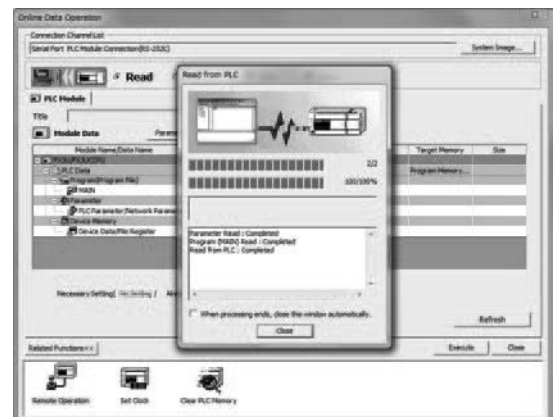 Online Data Operation
Connection Channel List
Serial Port PLC Module Connection(RS-232C)
System Image...
Read
PLC Module
Title
Module Data
Module Name/Data Name
Target Memory
Size
PLC Data
Program Memory...
Program(Program File)
MAIN
Parameter
PLC Parameter/Network Parame
Device Memory
Device Data/File Register
Necessary Setting(
Refresh
Related Functions<<
Execute
Close
Remote Operation
Set Clock
Clear PLC Memory
Read from PLC
2/2
100/100%
Parameter Read : Completed
Program (MAIN) Read : Completed
Read from PLC : Completed
When processing ends, close this window automatically.
Close